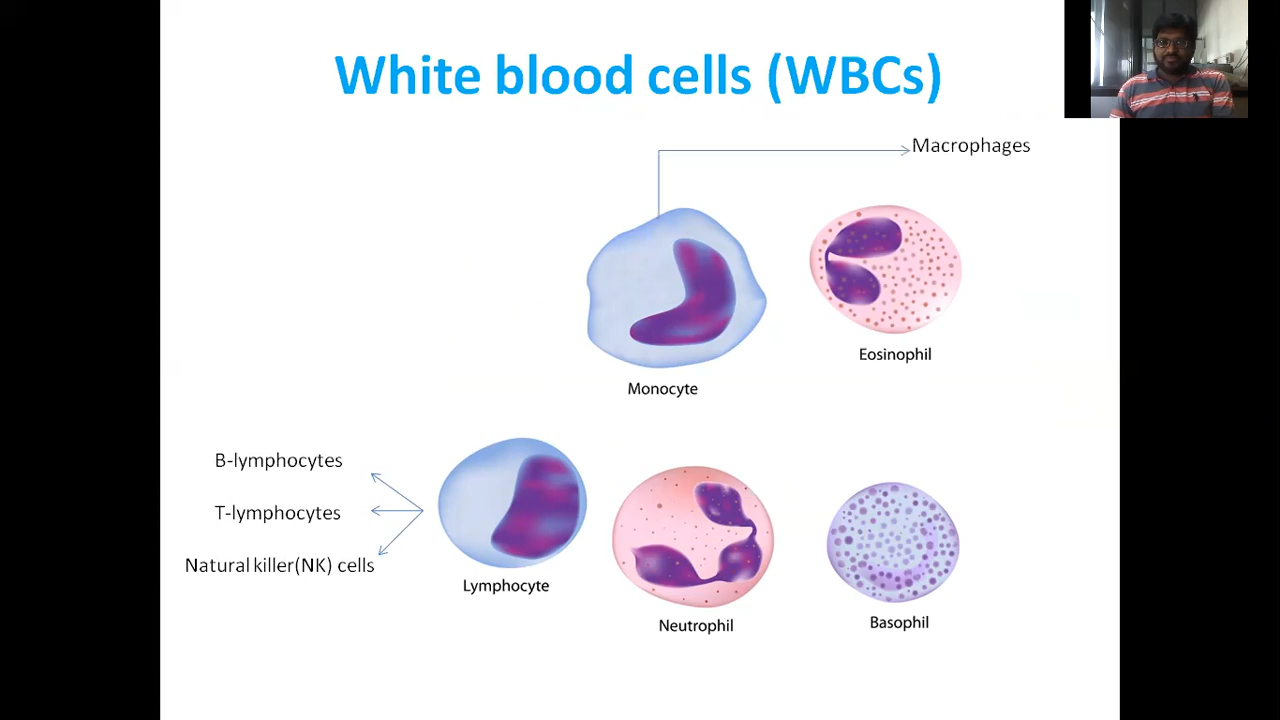 White blood cells (WBCs)
Macrophages
Eosinophil
Monocyte
B-lymphocytes
T-lymphocytes
Natural killer(NK) cells
Lymphocyte
Neutrophil
Basophil